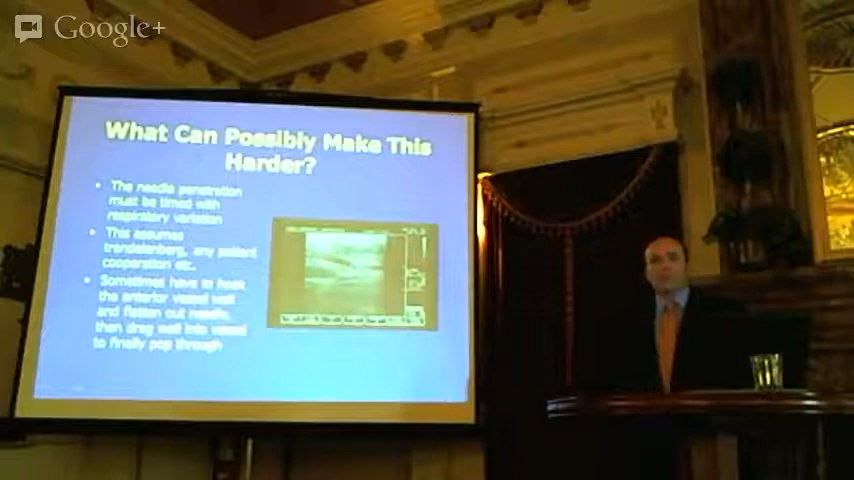 Google+
What Can Possibly Make This
Harder?
• The needle penetration
must be timed with
respiratory variation
• This assumes
trendelenberg, any patient
cooperation etc.
• Sometimes have to hook
the anterior vessel wall
and flatten out needle,
then drag wall into vessel
to finally pop through